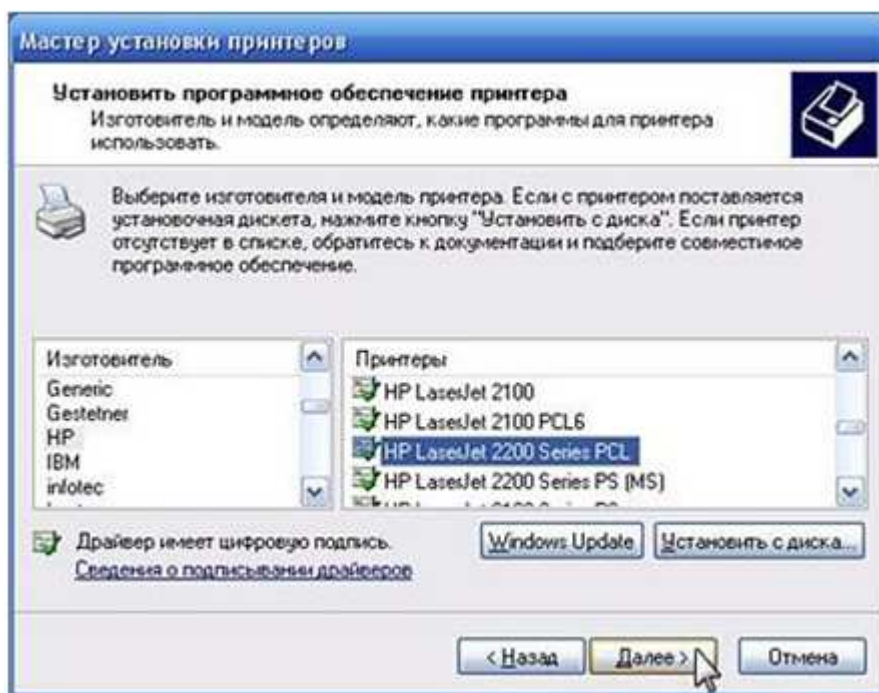 Мастер установки принтеров
Установить программное обеспечение принтера
Изготовитель и модель определяют, какие программы для принтера
использовать.
Выберите изготовителя и модель принтера. Если с принтером поставляется
установочная дискета, нажмите кнопку "Установить с диска". Если принтер
отсутствует в списке, обратитесь к документации и подберите совместимое
программное обеспечение.
Изготовитель
Generic
Gestetner
HP
IBM
infotec
Принтеры
HP LaserJet 2100
HP LaserJet 2100 PCL6
HP LaserJet 2200 Series PCL
HP LaserJet 2200 Series PS (MS)
Драйвер имеет цифровую подпись.
Сведения о подписывании драйверов
Windows Update
Установить с диска...
< Назад
Далее >
Отмена